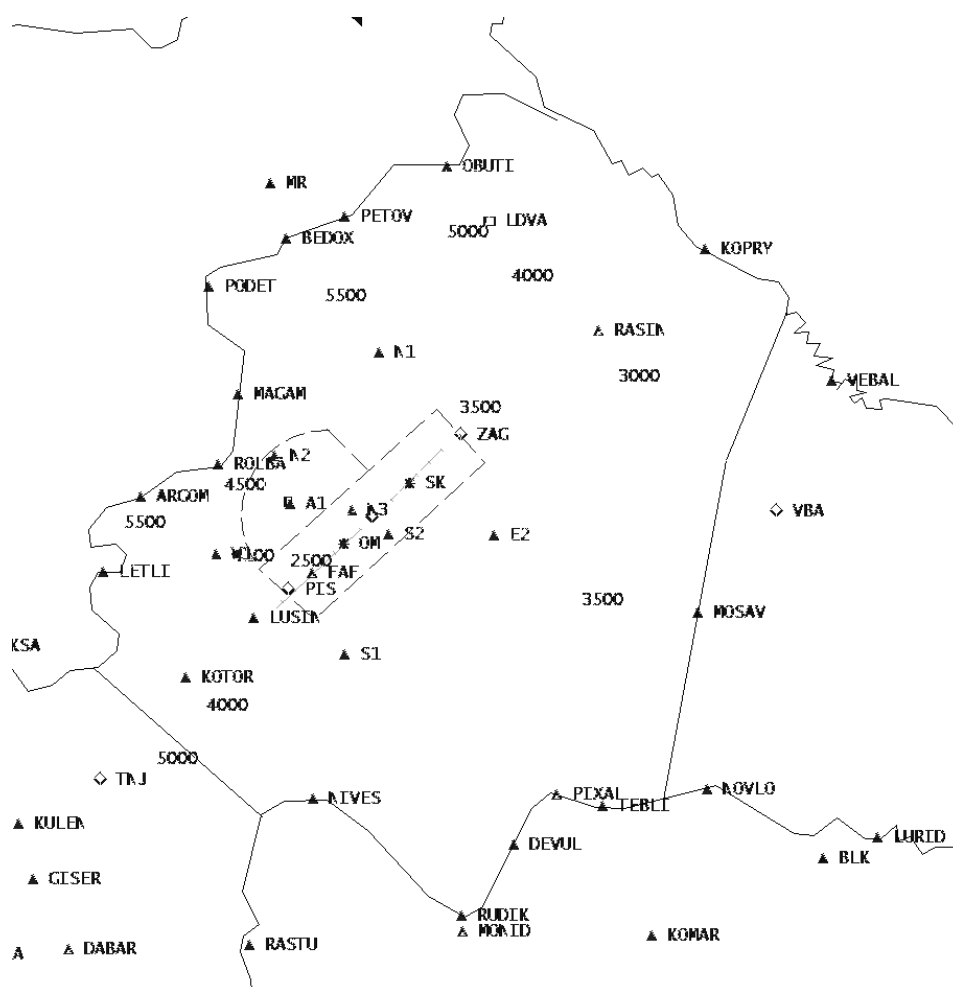 OBUTI
MR
PETOV
LDVA
5000
BEDOX
KOPRY
4000
PODET
5500
RASIN
N1
3000
VEBAL
MAGAM
3500
ZAG
N2
ROLBA
4500
SK
ARGOM
A1
N3
VBA
5500
S2
E2
OM
2500
LETLI
FAF
PIS
3500
MOSAV
LUSIN
KSA
S1
KOTOR
4000
5000
TNJ
NIVES
PIXAL
NOVLO
TEBLI
KULEN
LURID
DEVUL
BLK
GISER
RUDIK
MONID
KOMAR
RASTU
DABAR
A